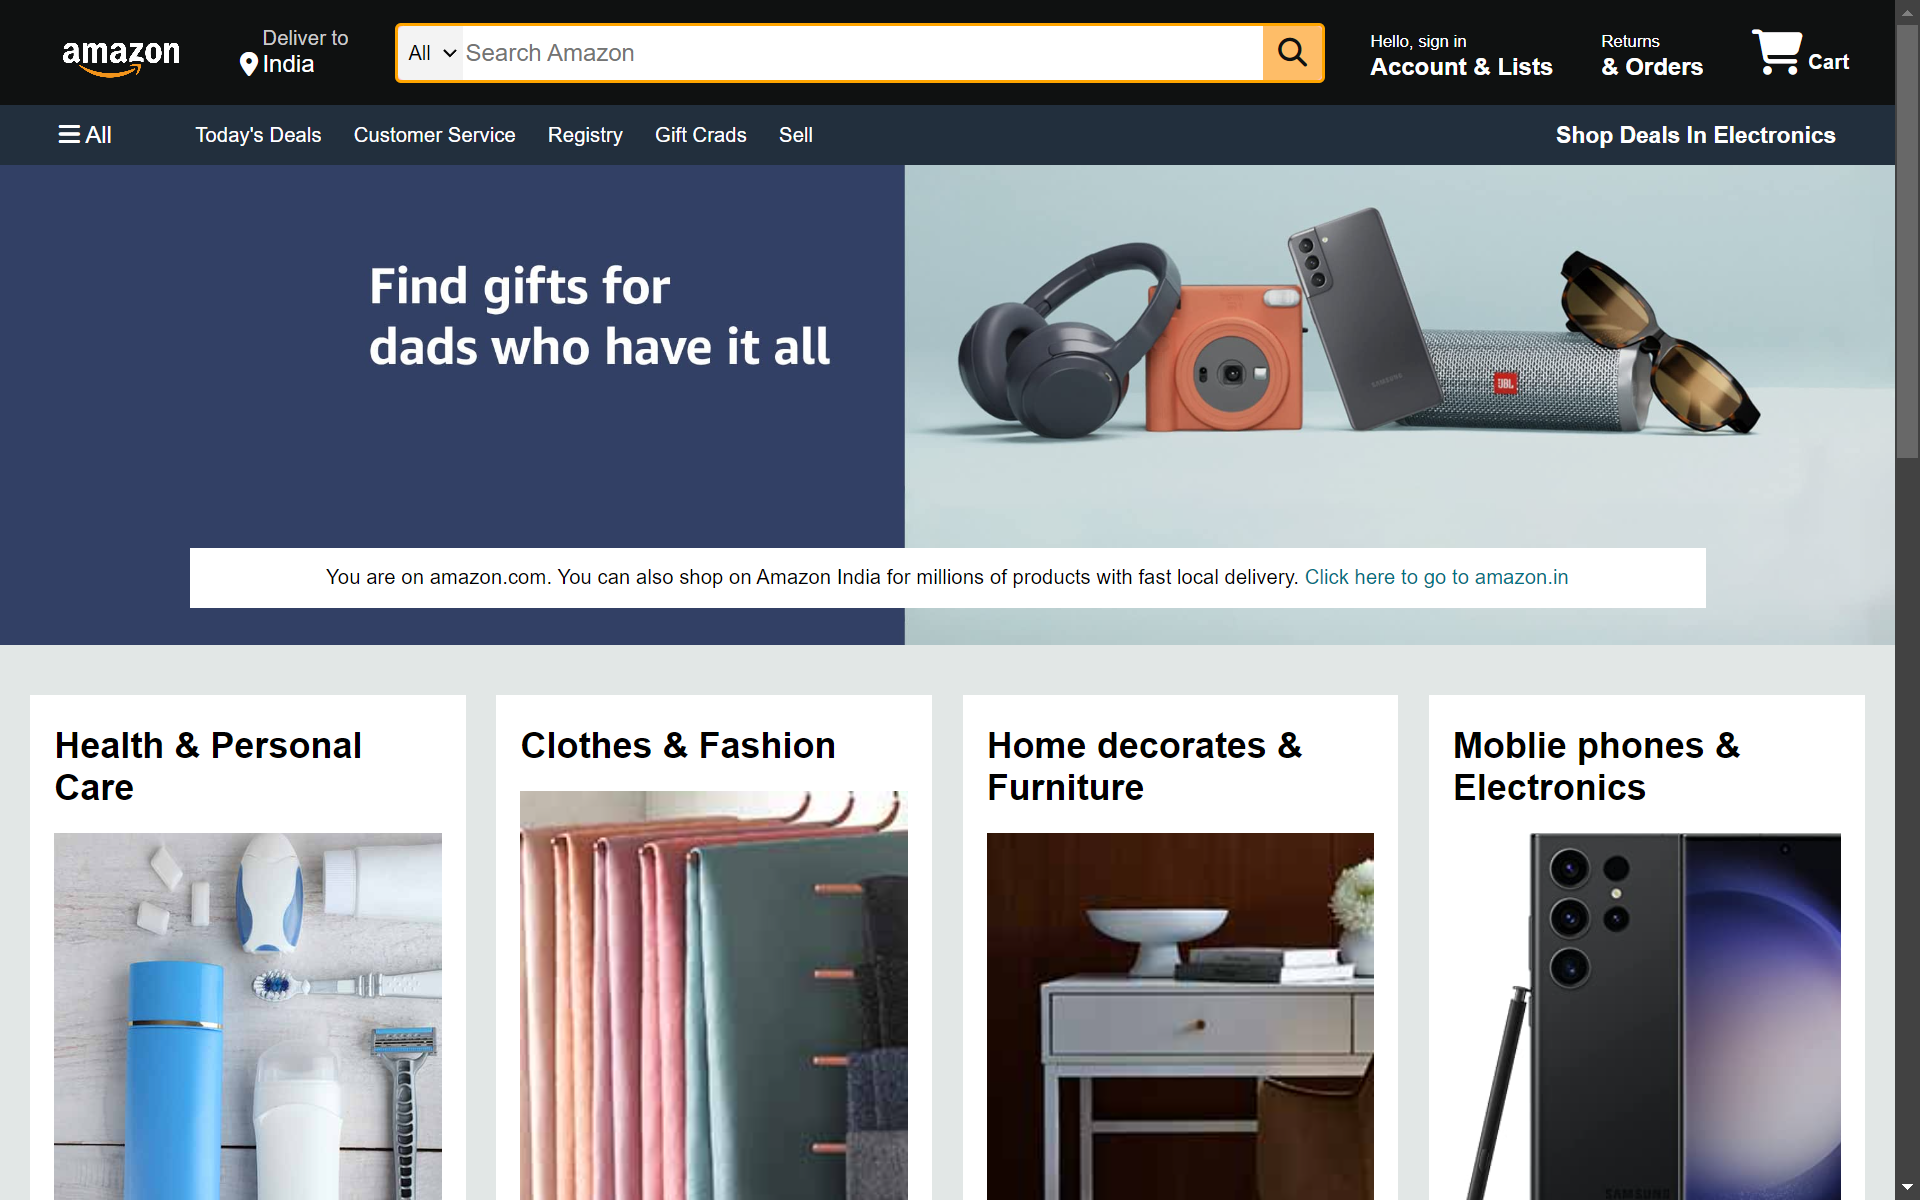 amazon
Deliver to
India
All
Search Amazon
Hello, sign in
Account & Lists
Returns
& Orders
Cart
All
Today's Deals
Customer Service
Registry
Gift Crads
Sell
Shop Deals In Electronics
Find gifts for
dads who have it all
SAMSUNG
JBL
You are on amazon.com. You can also shop on Amazon India for millions of products with fast local delivery. Click here to go to amazon.in
Health & Personal
Care
Clothes & Fashion
Home decorates &
Furniture
Moblie phones &
Electronics
SAMSUNG